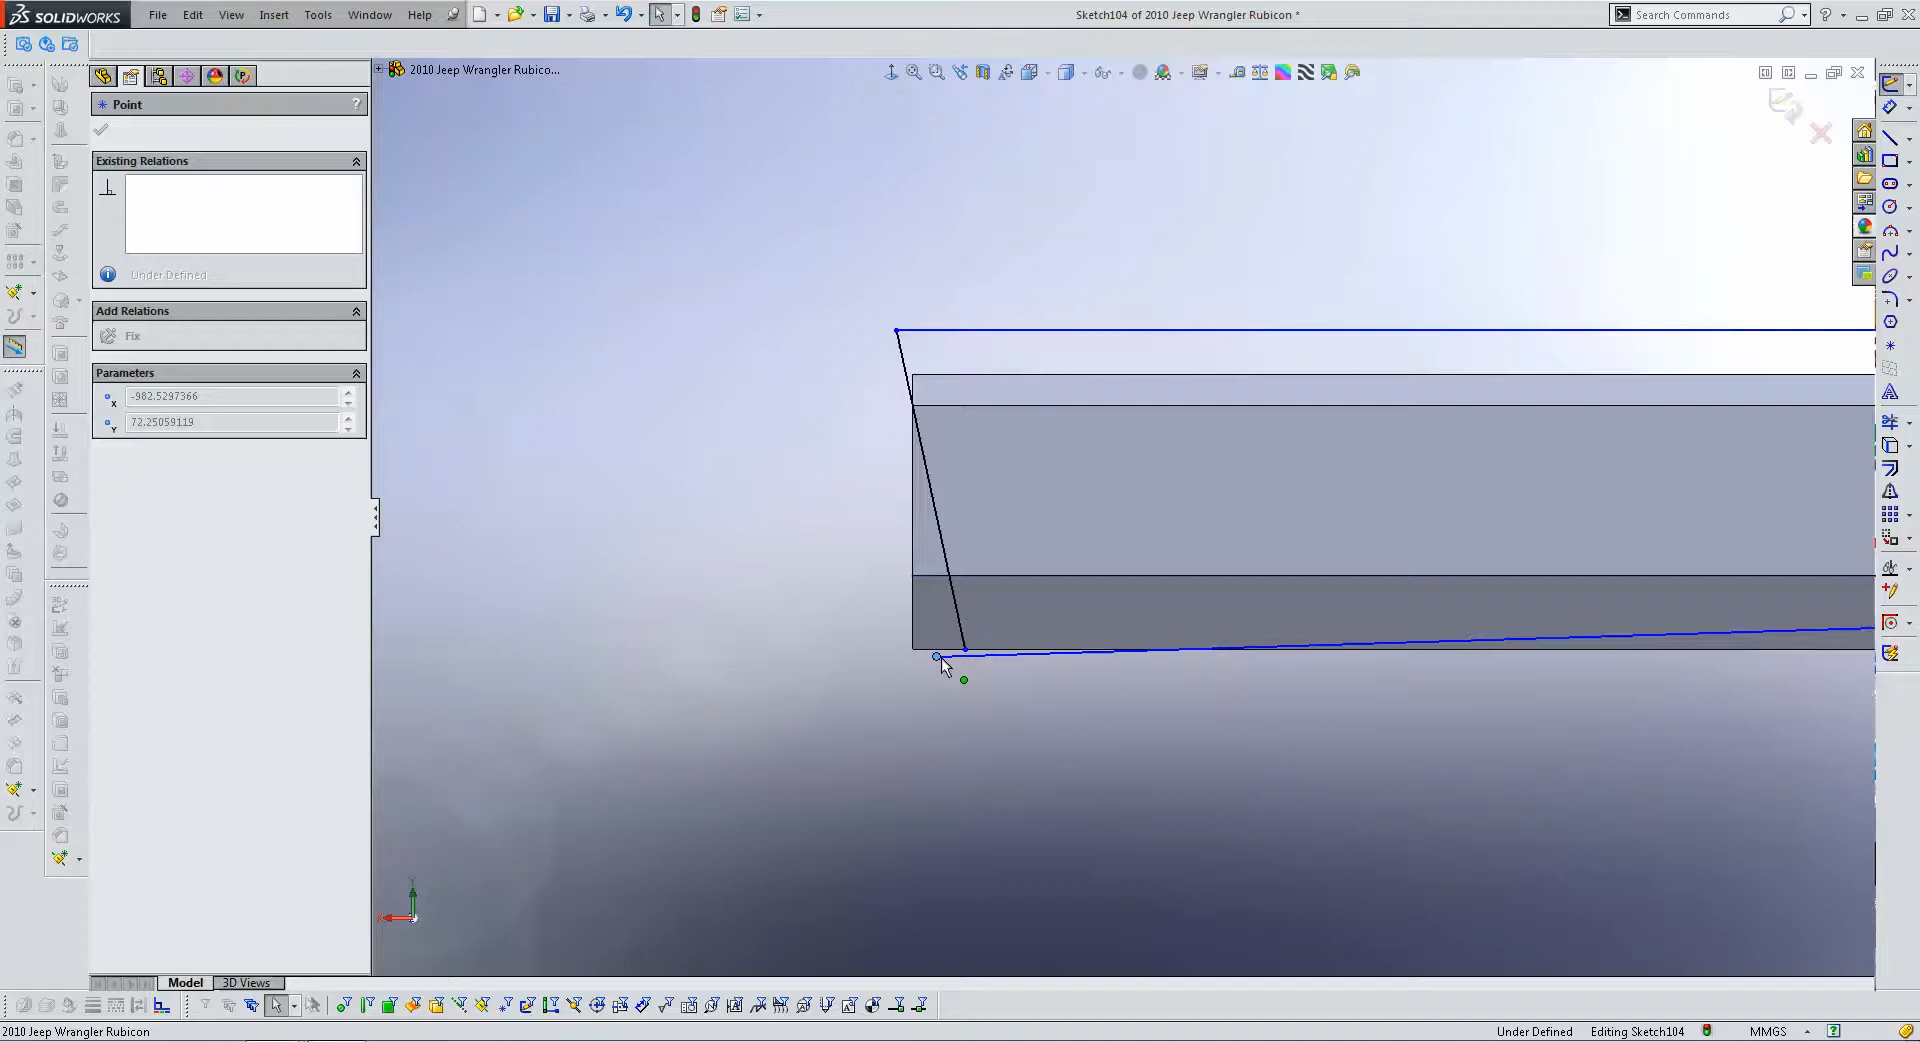 SOLIDWORKS File Edit View Insert Tools Window Help Sketch104 of 2010 Jeep Wrangler Rubicon * Search Commands
2010 Jeep Wrangler Rubico...
Point ?
Existing Relations
Under Defined
Add Relations
Fix
Parameters
X -982.5297366
Y 72.25059119
Model 3D Views
2010 Jeep Wrangler Rubicon Under Defined Editing Sketch104 MMGS